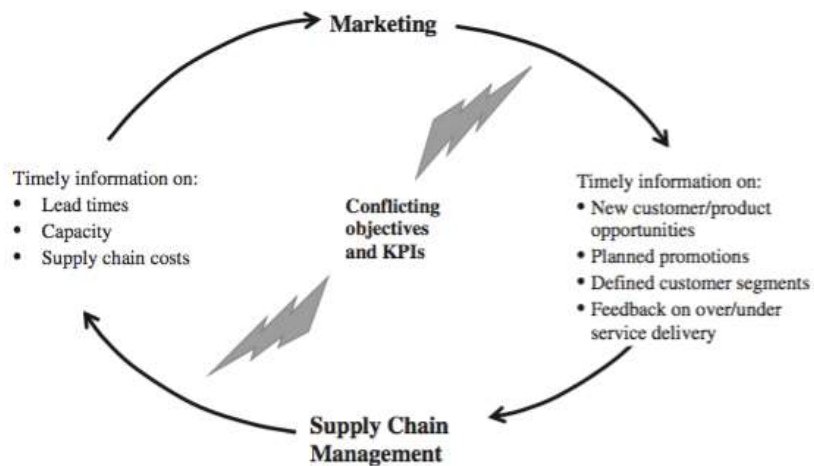 Marketing
Timely information on:
• Lead times
• Capacity
• Supply chain costs
Conflicting
objectives
and KPIs
Timely information on:
• New customer/product
opportunities
• Planned promotions
• Defined customer segments
• Feedback on over/under
service delivery
Supply Chain
Management